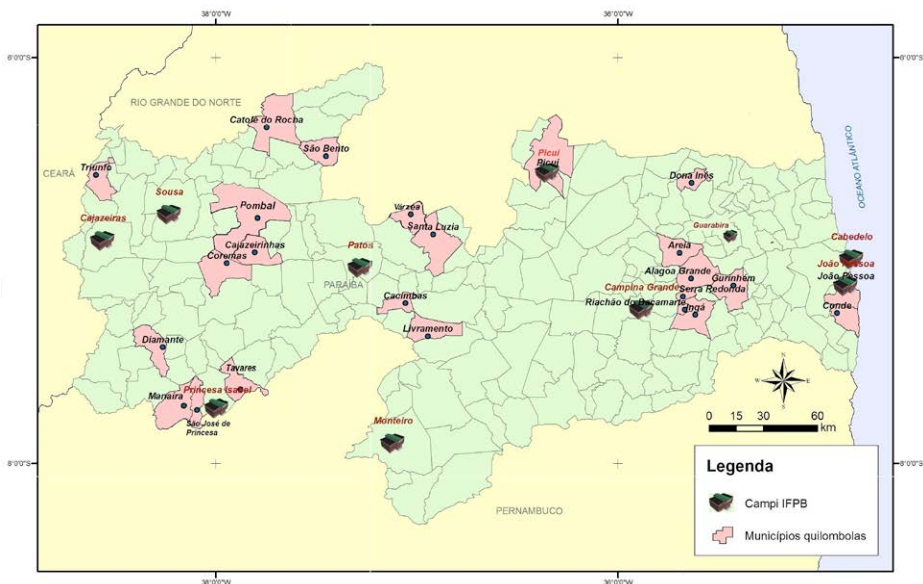 38°0'0"W
36°0'0"W
6°0'0"S
6°0'0"S
RIO GRANDE DO NORTE
Catolé do Rocha
São Bento
CEARÁ
Triunfo
Sousa
Cajazeiras
Pombal
Cajazeirinhas
Coremas
Picuí
Picuí
Várzea
Santa Luzia
Patos
PARAÍBA
Cacimbas
Livramento
Dona Inês
Guarabira
Areia
Alagoa Grande
Gurinhém
Campina Grande
Serra Redonda
Riachão do Bacamarte
Ingá
OCEANO ATLÂNTICO
Cabedelo
João Pessoa
João Pessoa
Conde
Diamante
Tavares
Princesa Isabel
Manaíra
São José de
Princesa
Monteiro
N
W
E
S
0 15 30 60
km
8°0'0"S
8°0'0"S
PERNAMBUCO
Legenda
Campi IFPB
Municípios quilombolas
38°0'0"W
36°0'0"W